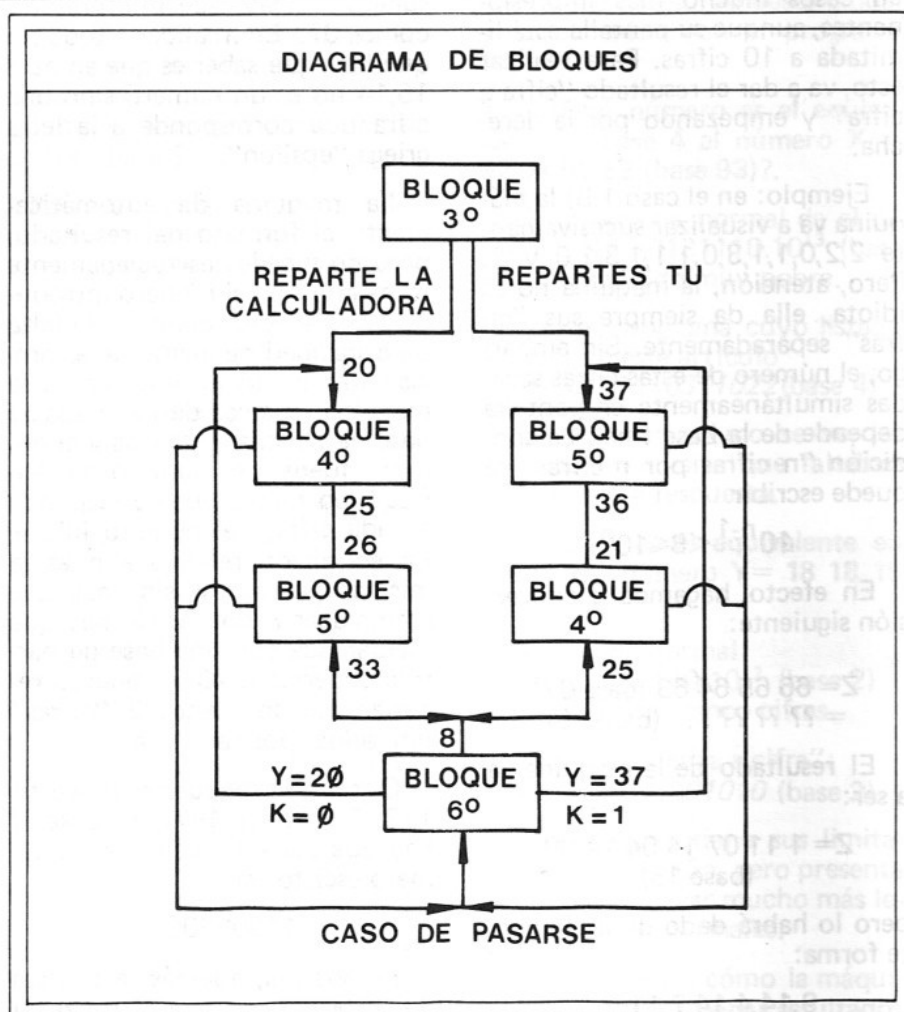 DIAGRAMA DE BLOQUES
BLOQUE
3º
REPARTE LA
CALCULADORA
REPARTES TU
20
37
BLOQUE
4º
BLOQUE
5º
25
36
26
21
BLOQUE
5º
BLOQUE
4º
33
25
8
Y=2Ø
K=Ø
BLOQUE
6º
Y=37
K=1
CASO DE PASARSE